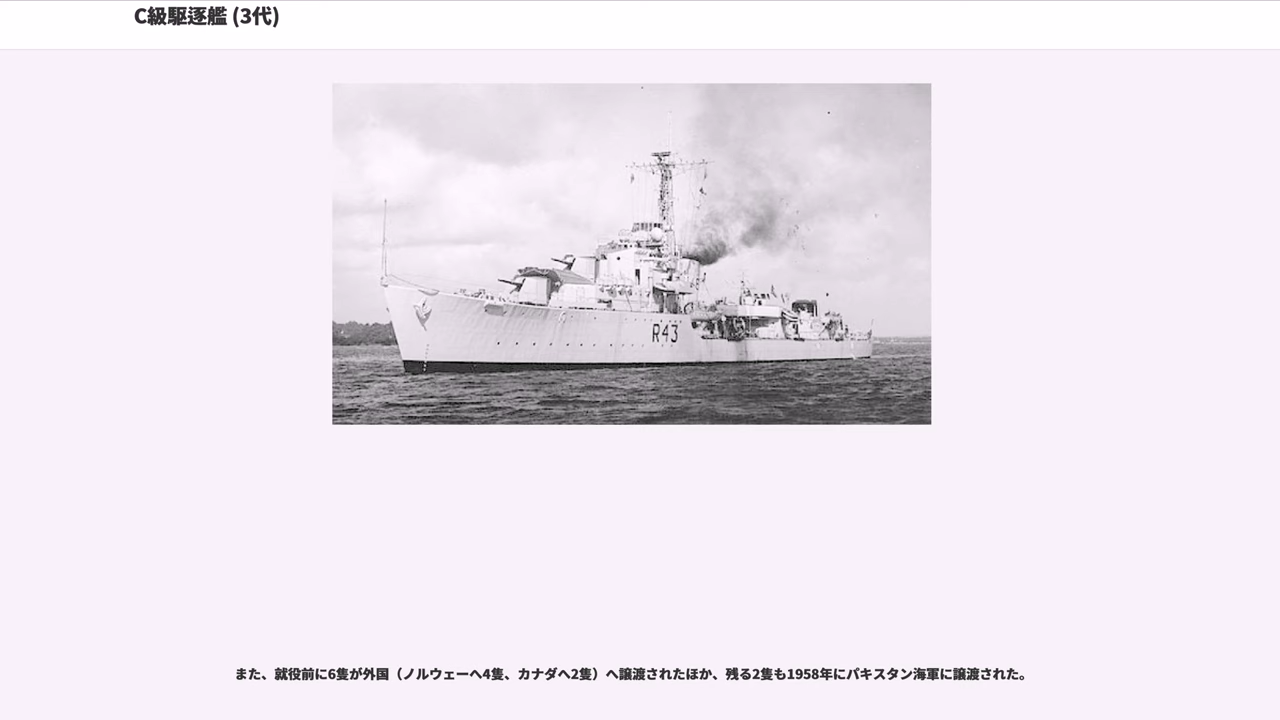 C級駆逐艦 (3代)
R43
また、就役前に6隻が外国（ノルウェーへ4隻、カナダへ2隻）へ譲渡されたほか、残る2隻も1958年にパキスタン海軍に譲渡された。